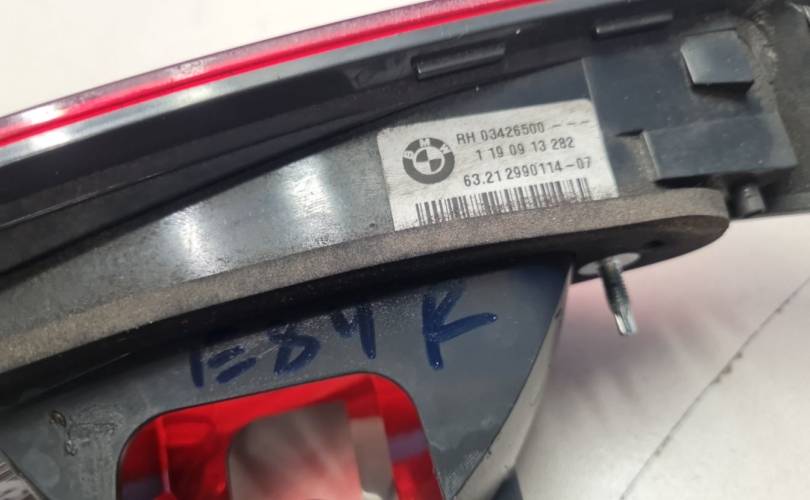 BMW
RH 03426500 ---
1 19 09 13 282
63.21 2990114-07
E84 R